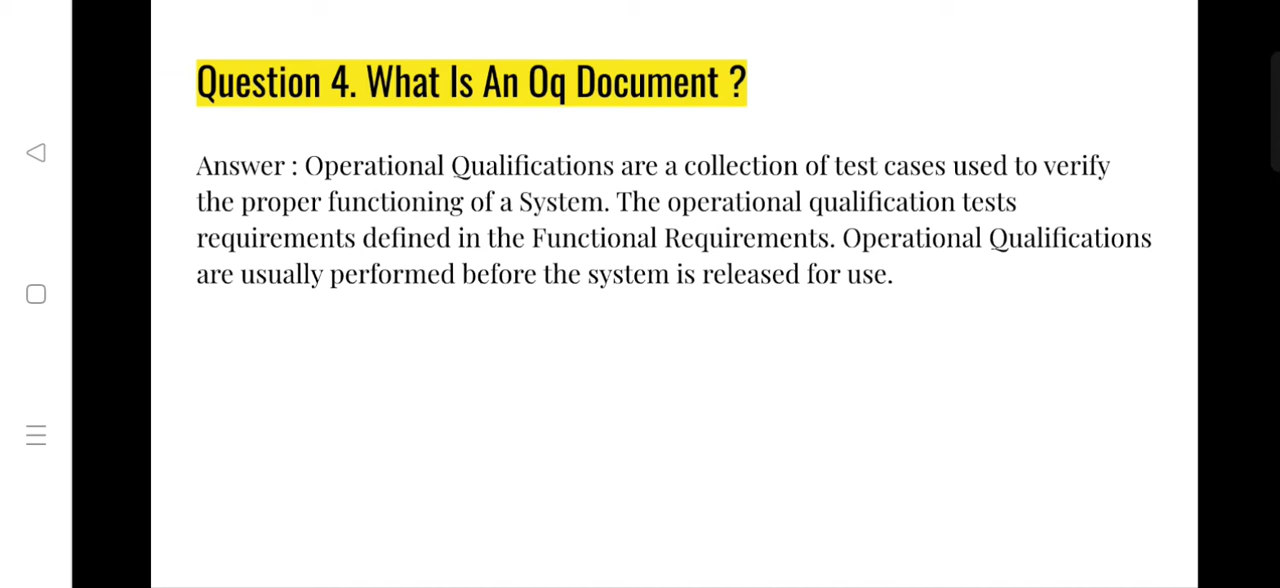 Question 4. What Is An Oq Document ?
Answer : Operational Qualifications are a collection of test cases used to verify
the proper functioning of a System. The operational qualification tests
requirements defined in the Functional Requirements. Operational Qualifications
are usually performed before the system is released for use.